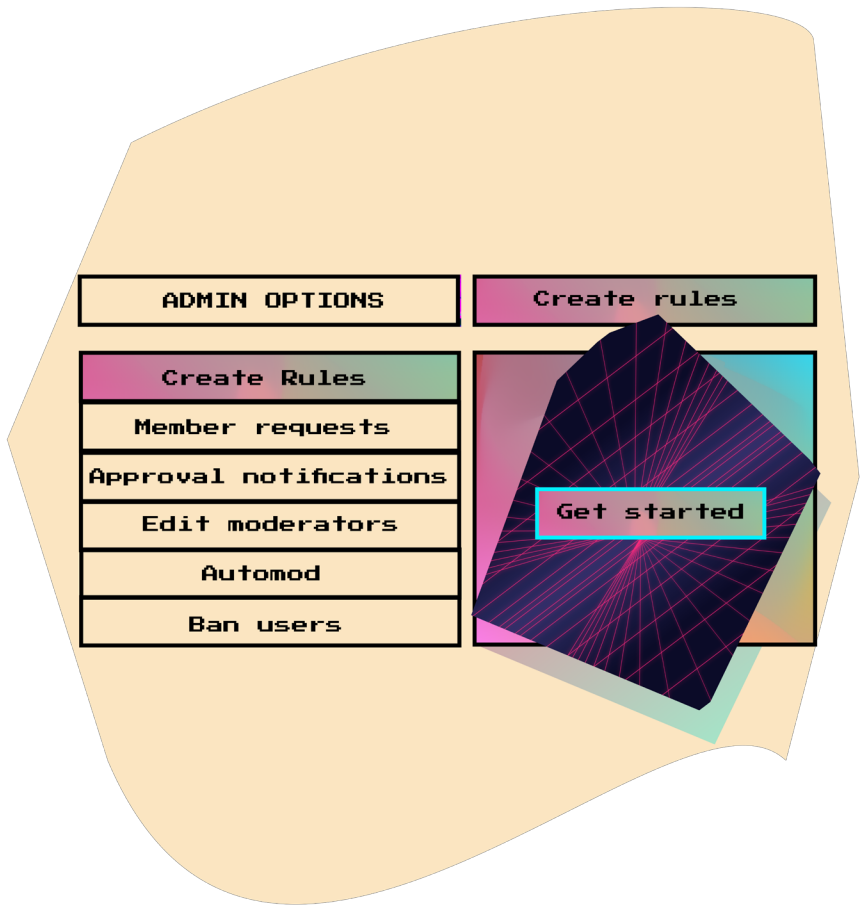 ADMIN OPTIONS
Create rules
Create Rules
Member requests
Approval notifications
Edit moderators
Automod
Ban users
Get started